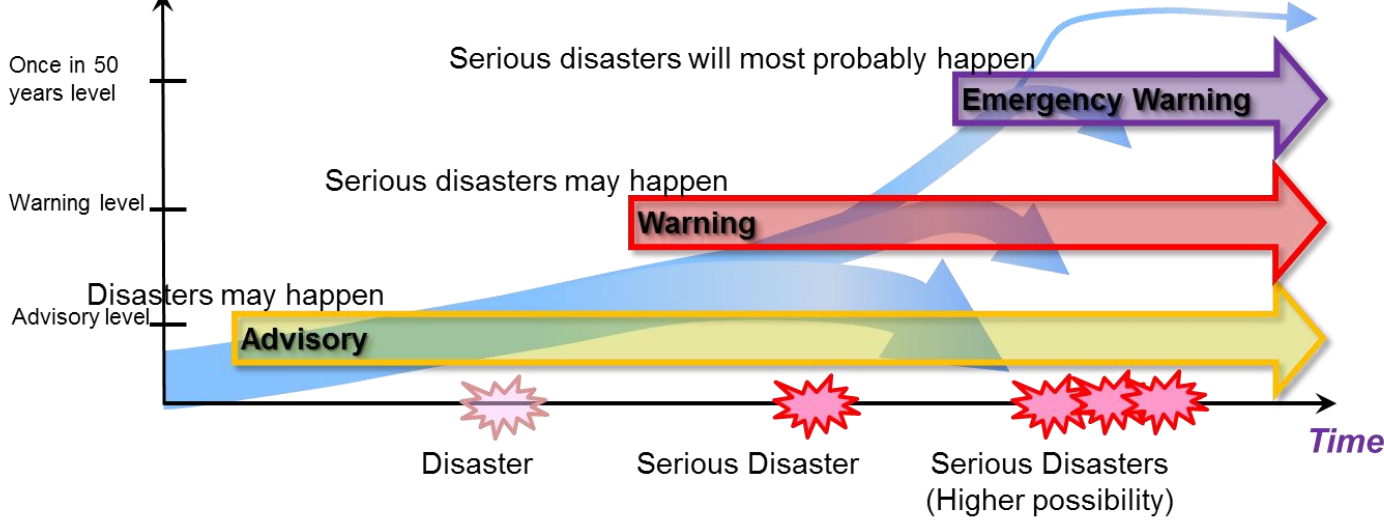 Once in 50
years level
Serious disasters will most probably happen
Emergency Warning
Serious disasters may happen
Warning level
Warning
Disasters may happen
Advisory level
Advisory
Time
Disaster
Serious Disaster
Serious Disasters
(Higher possibility)